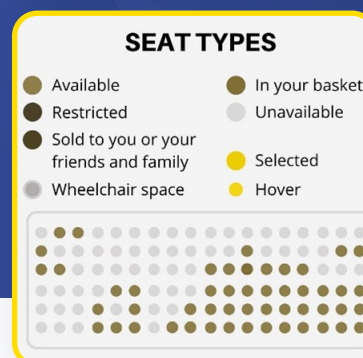 SEAT TYPES
Available
In your basket
Restricted
Unavailable
Sold to you or your
friends and family
Selected
Wheelchair space
Hover